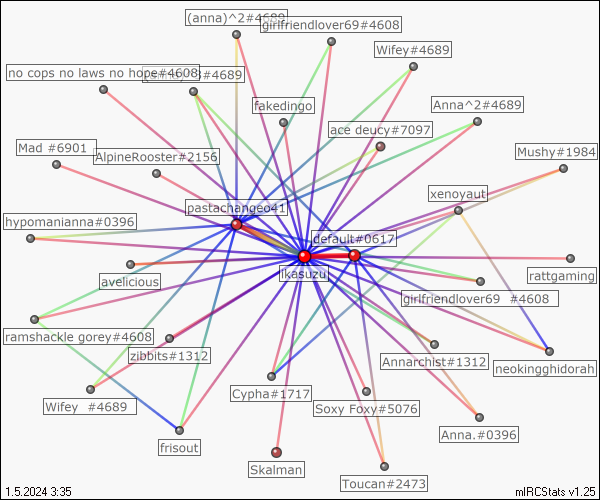 (anna)^2#4689
girlfriendlover69#4608
Wifey#4689
no cops no laws no hope#4608
#4689
fakedingo
Anna^2#4689
ace deucy#7097
Mad #6901
AlpineRooster#2156
Mushy#1984
xenoyaut
pastachangeo41
hypomanianna#0396
default#0617
ikasuzu
rattgaming
avelicious
girlfriendlover69 #4608
ramshackle gorey#4608
zibbits#1312
Annarchist#1312
neokingghidorah
Cypha#1717
Wifey #4689
Soxy Foxy#5076
Anna.#0396
frisout
Skalman
Toucan#2473
1.5.2024 3:35
mIRCStats v1.25